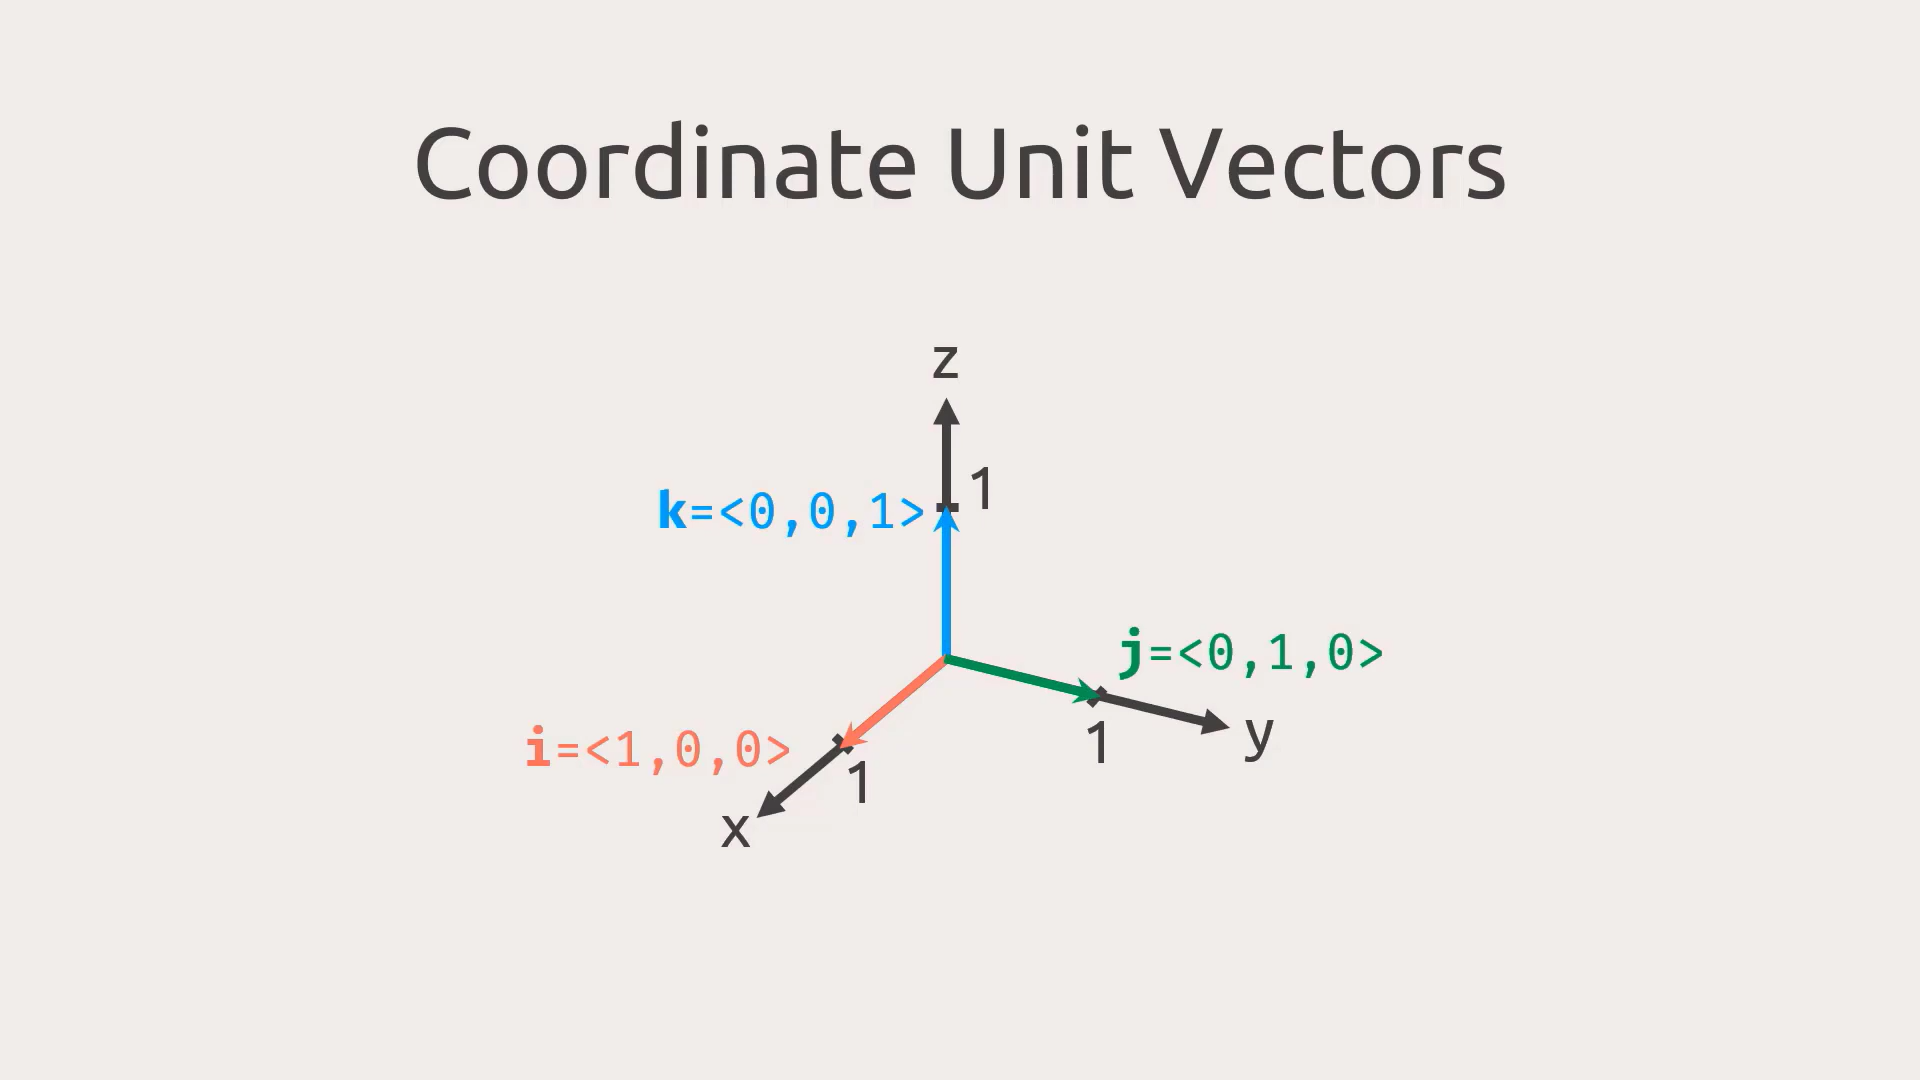 Coordinate Unit Vectors
z
1
k=<0,0,1>
j=<0,1,0>
1
y
i=<1,0,0>
1
x